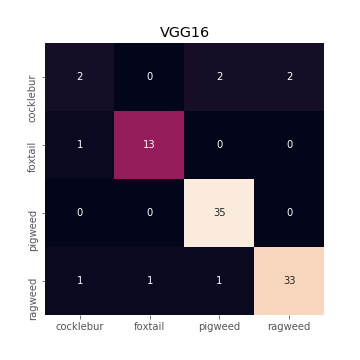 VGG16
cocklebur 2 0 2 2
foxtail 1 13 0 0
pigweed 0 0 35 0
ragweed 1 1 1 33
cocklebur foxtail pigweed ragweed